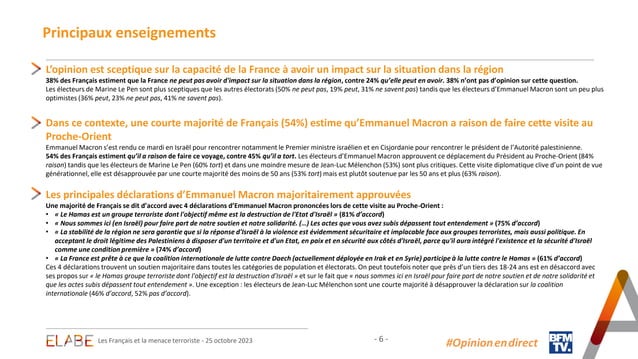 Principaux enseignements
L'opinion est sceptique sur la capacité de la France à avoir un impact sur la situation dans la région
38% des Français estiment que la France ne peut pas avoir d'impact sur la situation dans la région, contre 24% qu'elle peut en avoir. 38% n'ont pas d'opinion sur cette question.
Les électeurs de Marine Le Pen sont plus sceptiques que les autres électorats (50% ne peut pas, 19% peut, 31% ne savent pas) tandis que les électeurs d'Emmanuel Macron sont un peu plus
optimistes (36% peut, 23% ne peut pas, 41% ne savent pas).
Dans ce contexte, une courte majorité de Français (54%) estime qu'Emmanuel Macron a raison de faire cette visite au
Proche-Orient
Emmanuel Macron s'est rendu ce mardi en Israël pour rencontrer notamment le Premier ministre israélien et en Cisjordanie pour rencontrer le président de l'Autorité palestinienne.
54% des Français estiment qu'il a raison de faire ce voyage, contre 45% qu'il a tort. Les électeurs d'Emmanuel Macron approuvent ce déplacement du Président au Proche-Orient (84%
raison) tandis que les électeurs de Marine Le Pen (60% tort) et dans une moindre mesure de Jean-Luc Mélenchon (53%) sont plus critiques. Cette visite diplomatique clive d'un point de vue
générationnel, elle est désapprouvée par une courte majorité des moins de 50 ans (53% tort) mais est plutôt soutenue par les 50 ans et plus (63% raison).
Les principales déclarations d'Emmanuel Macron majoritairement approuvées
Une majorité de Français se dit d'accord avec 4 déclarations d'Emmanuel Macron prononcées lors de cette visite au Proche-Orient :
• « Le Hamas est un groupe terroriste dont l'objectif même est la destruction de l'Etat d'Israël » (81% d'accord)
• « Nous sommes ici (en Israël) pour faire part de notre soutien et notre solidarité. (…) Les actes que vous avez subis dépassent tout entendement » (75% d'accord)
• « La stabilité de la région ne sera garantie que si la réponse d'Israël à la violence est évidemment sécuritaire et implacable face aux groupes terroristes, mais aussi politique. En
acceptant le droit légitime des Palestiniens à disposer d'un territoire et d'un Etat, en paix et en sécurité aux côtés d'Israël, parce qu'il aura intégré l'existence et la sécurité d'Israël
comme une condition première » (74% d'accord)
• « La France est prête à ce que la coalition internationale de lutte contre Daech (actuellement déployée en Irak et en Syrie) participe à la lutte contre le Hamas » (61% d'accord)
Ces 4 déclarations trouvent un soutien majoritaire dans toutes les catégories de population et électorats. On peut toutefois noter que près d'un tiers des 18-24 ans est en désaccord avec
ses propos sur « le Hamas groupe terroriste dont l'objectif est la destruction d'Israël » et sur le fait que « nous sommes ici en Israël pour faire part de notre soutien et de notre solidarité et
que les actes subis dépassent tout entendement ». Une exception : les électeurs de Jean-Luc Mélenchon sont une courte majorité à désapprouver la déclaration sur la coalition
internationale (46% d'accord, 52% pas d'accord).
ELABE
Les Français et la menace terroriste - 25 octobre 2023
- 6 -
#Opinionendirect
BFM
TV.